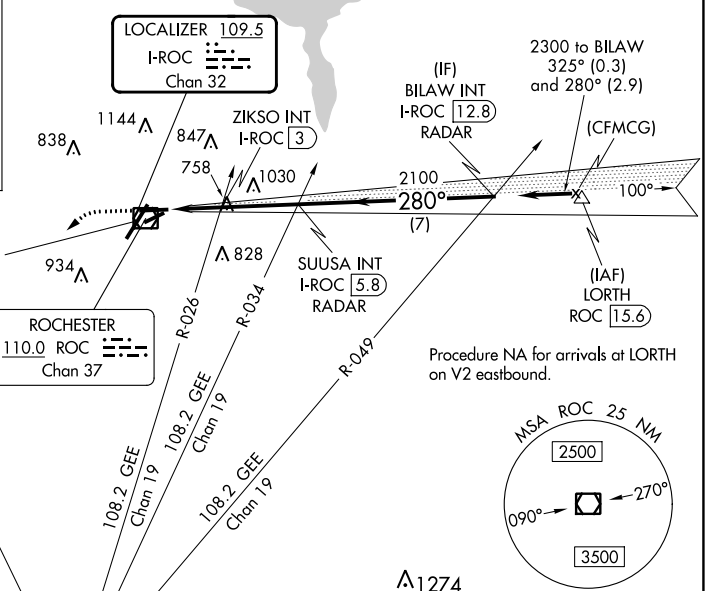 LOCALIZER 109.5
I-ROC
Chan 32
2300 to BILAW
325° (0.3)
and 280° (2.9)
(CFMCG)
(IF)
BILAW INT
I-ROC 12.8
RADAR
ZIKSO INT
I-ROC 3
838
1144
847
758
1030
2100
280°
(7)
100°
934
828
SUUSA INT
I-ROC 5.8
RADAR
(IAF)
LORTH
ROC 15.6
ROCHESTER
110.0 ROC
Chan 37
R-026
R-034
R-049
Procedure NA for arrivals at LORTH
on V2 eastbound.
108.2 GEE
Chan 19
108.2 GEE
Chan 19
108.2 GEE
Chan 19
MSA ROC 25 NM
2500
090°
270°
3500
1274